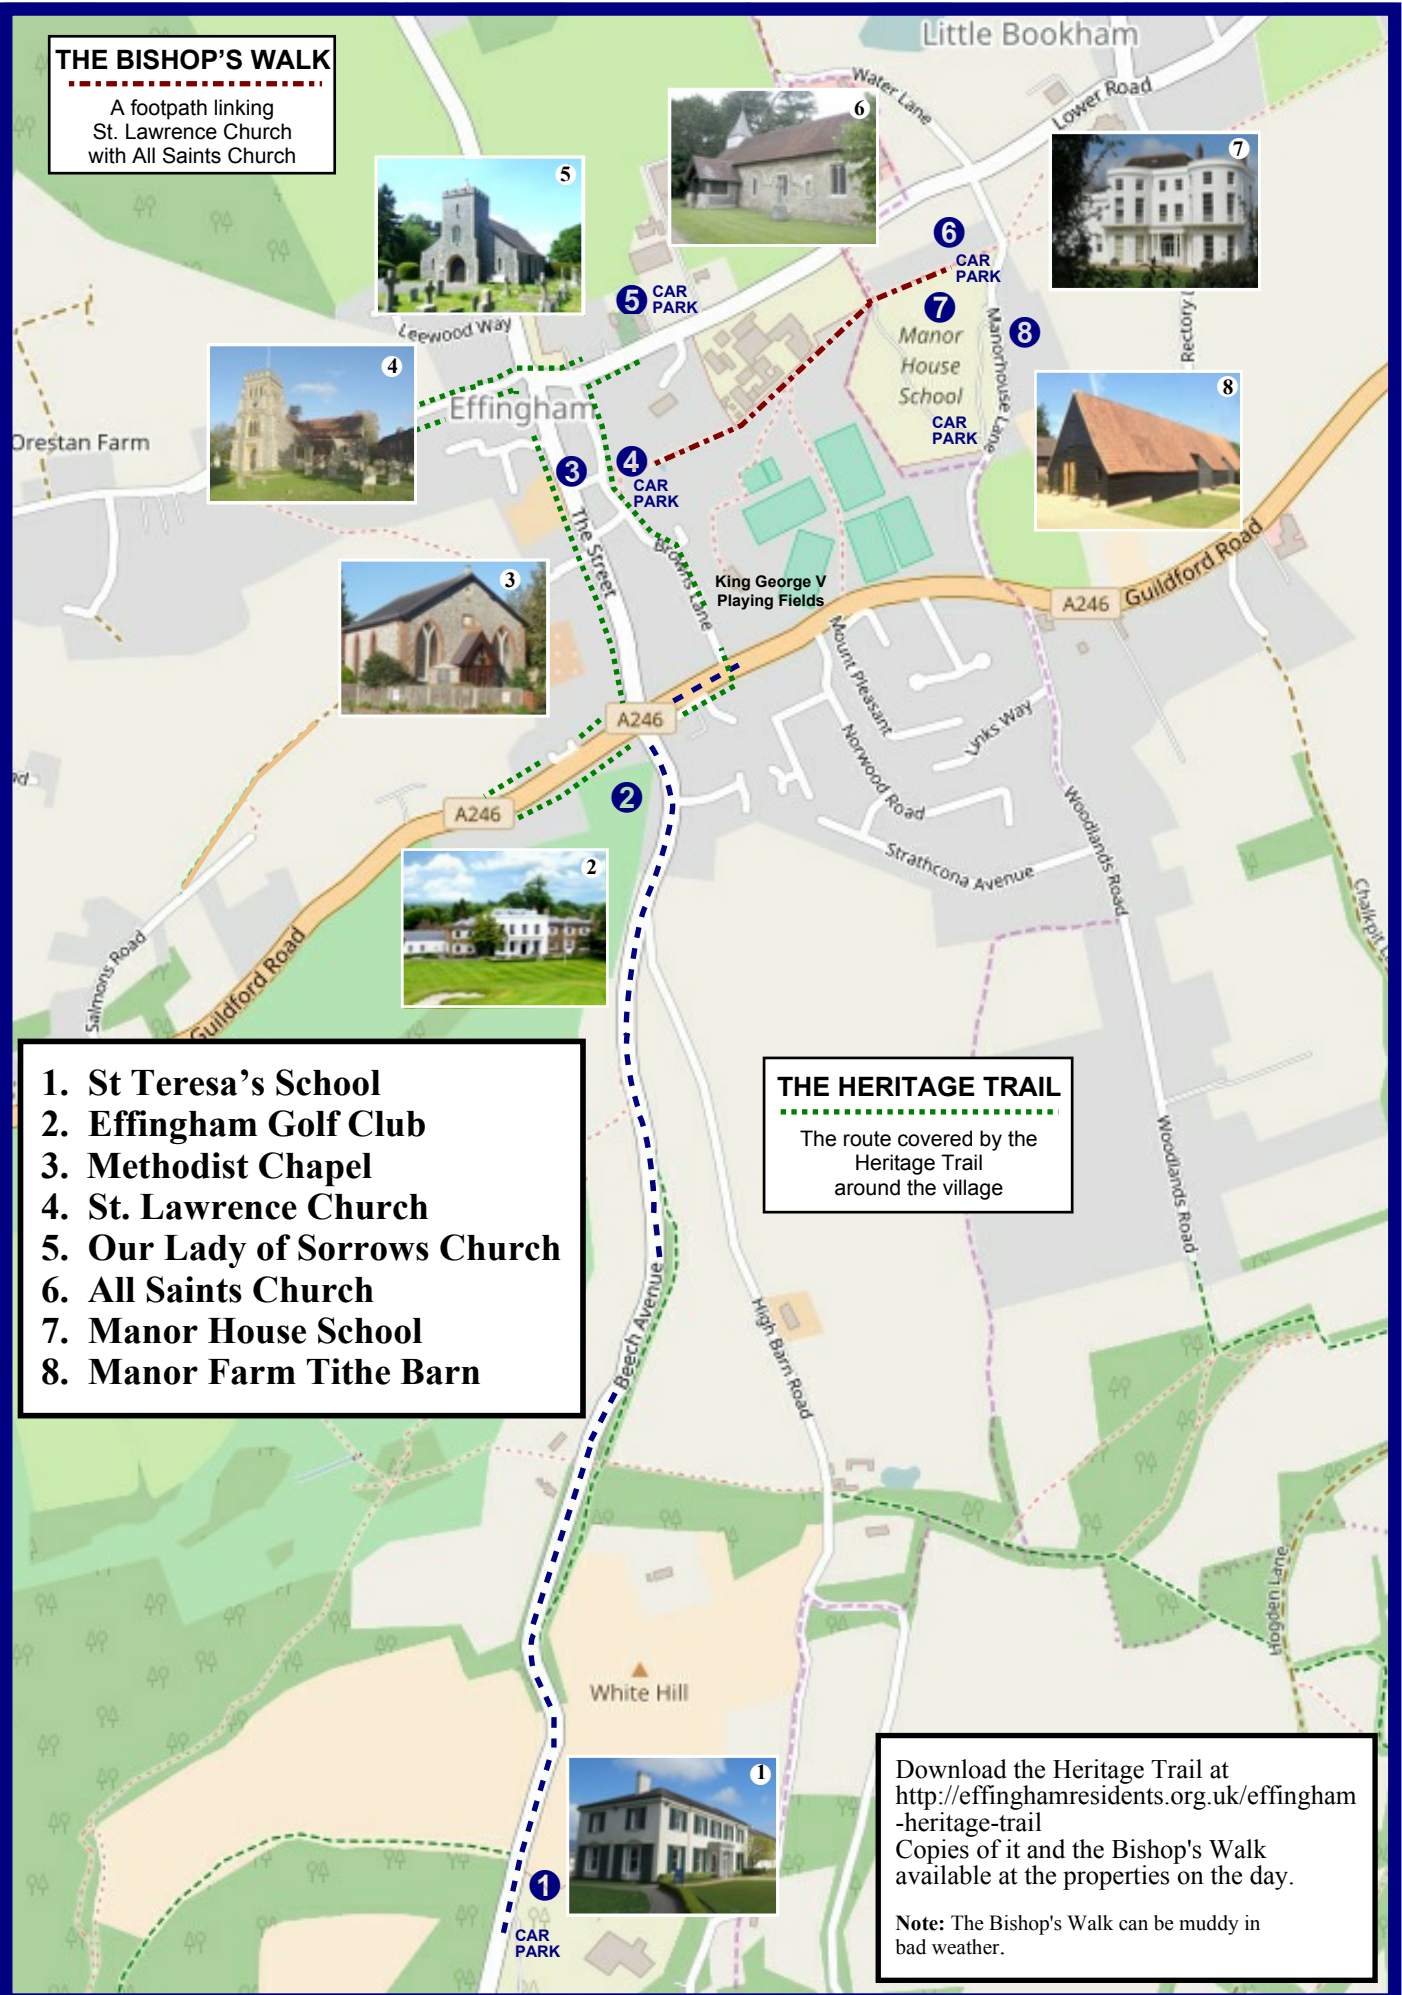 THE BISHOP'S WALK
A footpath linking
St. Lawrence Church
with All Saints Church
Little Bookham
Water Lane
Lower Road
6
7
5
6
CAR
PARK
5
CAR
PARK
7
Manor
House
School
CAR
PARK
8
Manorhouse Lane
Rectory L
Leewood Way
4
Effingham
8
Orestan Farm
3
4
CAR
PARK
The Street
Browns Lane
King George V
Playing Fields
A246
Guildford Road
3
A246
Mount Pleasant
Links Way
Norwood Road
Strathcona Avenue
Woodlands Road
Chalkpit L
2
A246
2
Salmons Road
Guildford Road
1. St Teresa's School
2. Effingham Golf Club
3. Methodist Chapel
4. St. Lawrence Church
5. Our Lady of Sorrows Church
6. All Saints Church
7. Manor House School
8. Manor Farm Tithe Barn
THE HERITAGE TRAIL
The route covered by the
Heritage Trail
around the village
Woodlands Road
Beech Avenue
High Barn Road
Hogden Lane
White Hill
1
1
CAR
PARK
Download the Heritage Trail at
http://effinghamresidents.org.uk/effingham
-heritage-trail
Copies of it and the Bishop's Walk
available at the properties on the day.
Note: The Bishop's Walk can be muddy in
bad weather.